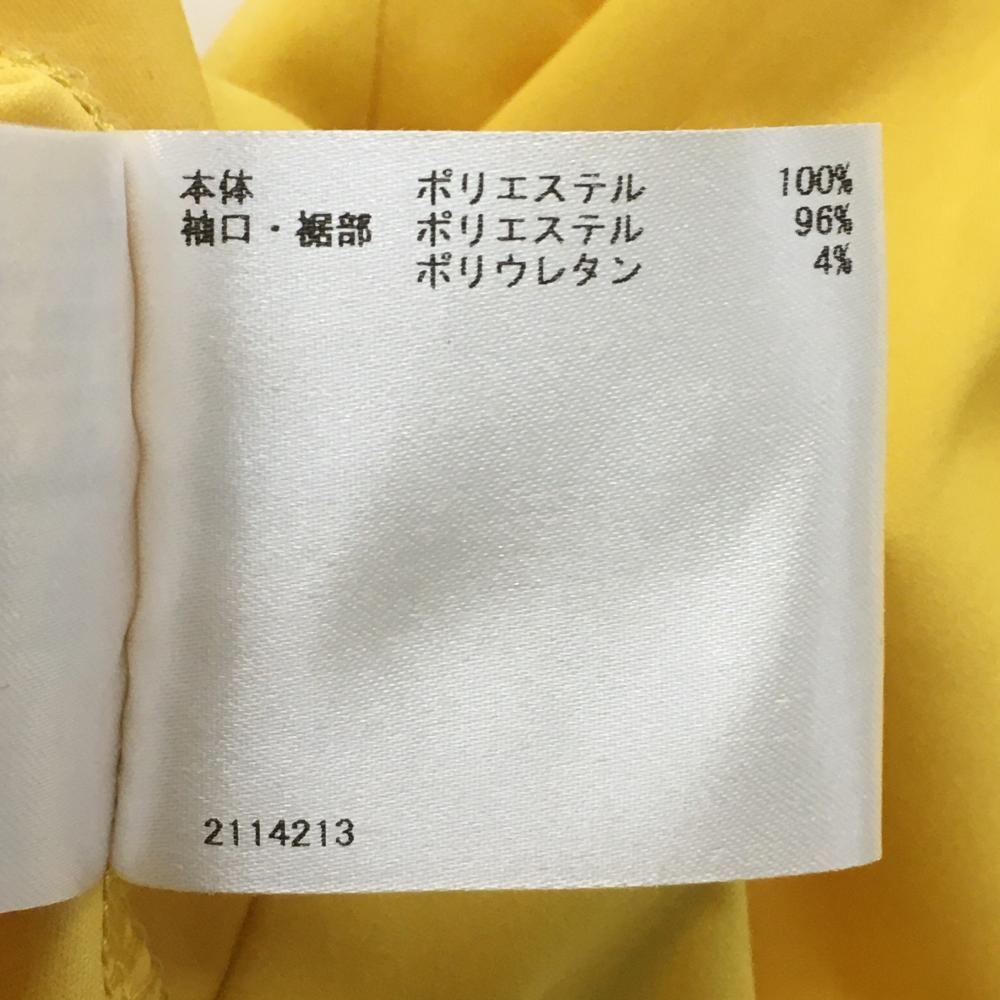 本体 ポリエステル 100%
袖口・裾部 ポリエステル 96%
ポリウレタン 4%
2114213